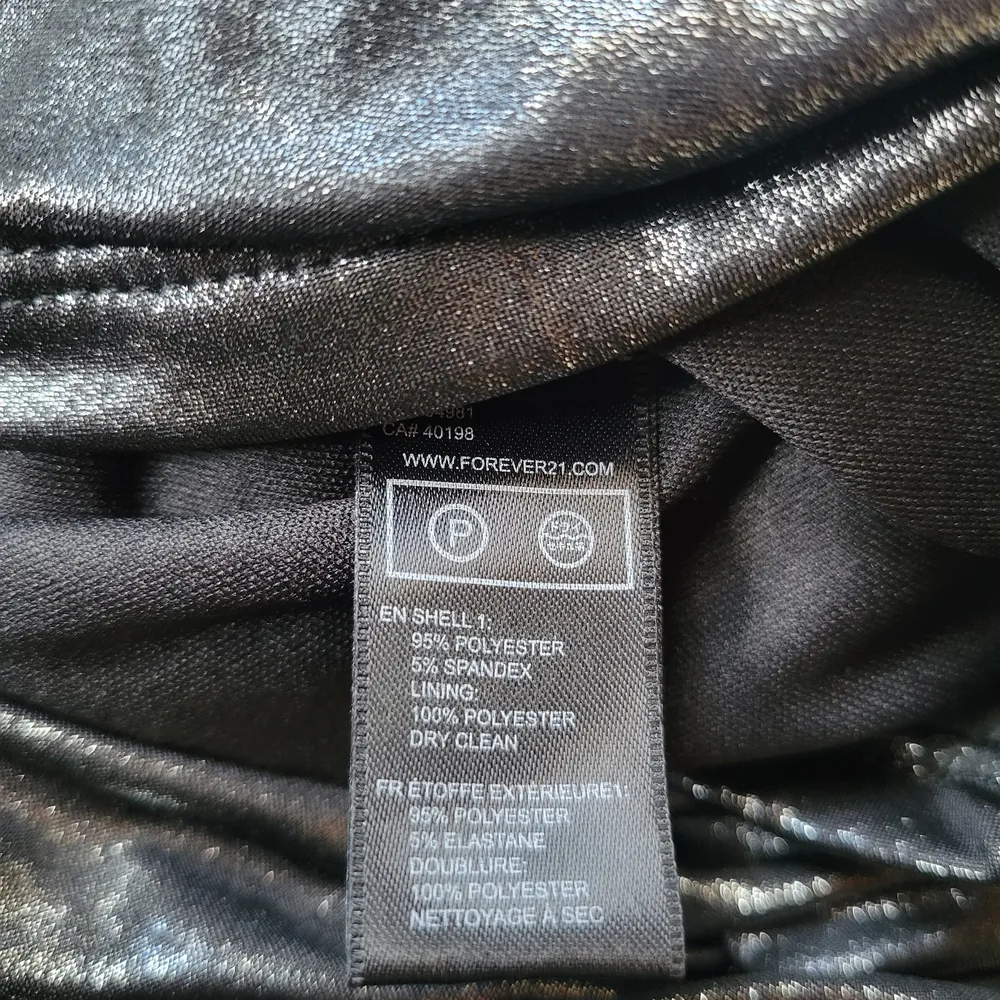 CA# 40198
WWW.FOREVER21.COM
P
EN SHELL 1:
95% POLYESTER
5% SPANDEX
LINING:
100% POLYESTER
DRY CLEAN
FR ÉTOFFE EXTERIEURE1:
95% POLYESTER
5% ELASTANE
DOUBLURE:
100% POLYESTER
NETTOYAGE À SEC